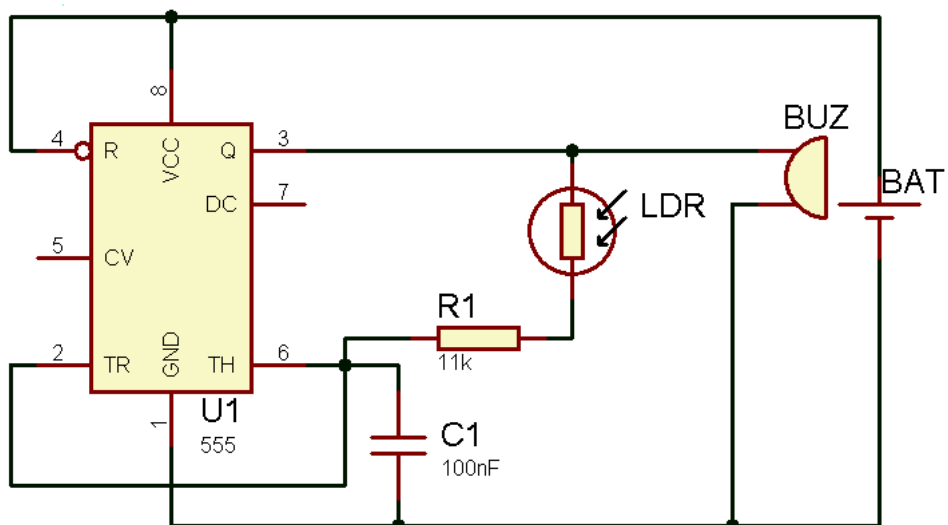 8
BUZ
4
R
VCC
Q
3
BAT
DC
7
LDR
5
CV
R1
11k
2
TR
GND
TH
6
1
U1
555
C1
100nF